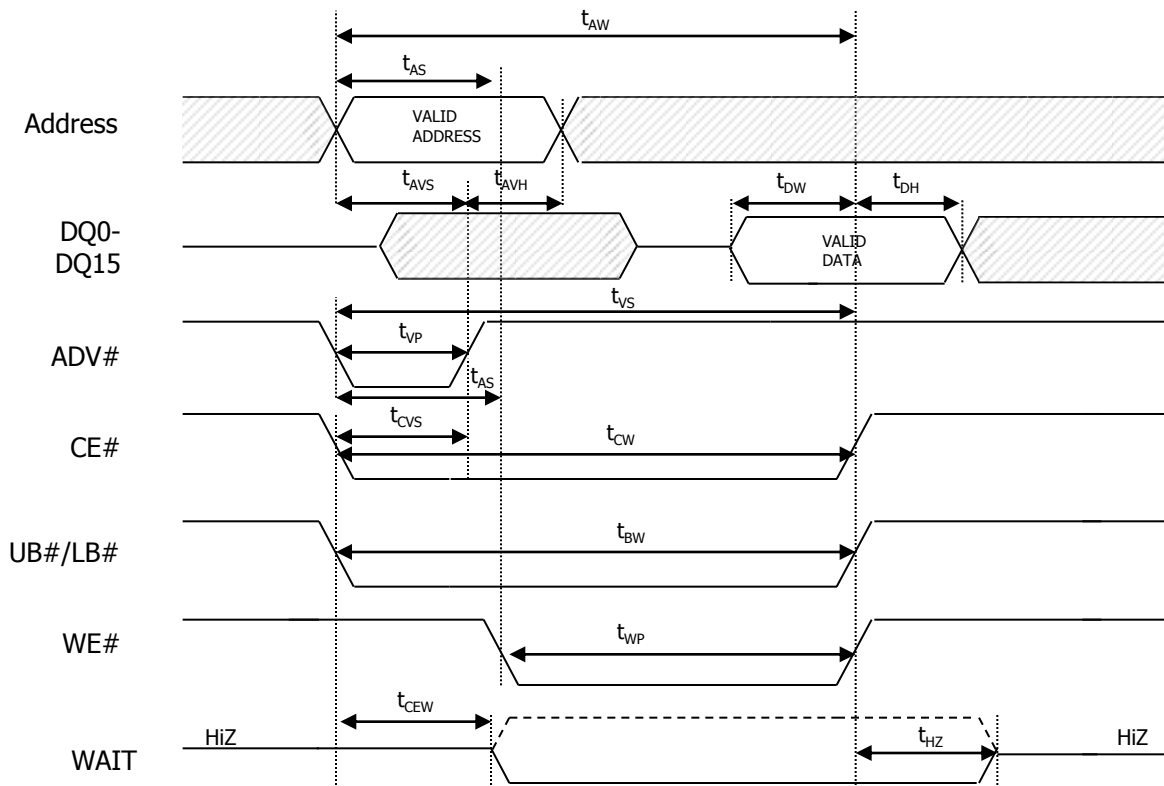 tAW
tAS
Address
VALID
ADDRESS
tAVS
tAVH
tDW
tDH
DQ0-
DQ15
VALID
DATA
tVS
ADV#
tVP
tAS
tCVS
CE#
tCW
UB#/LB#
tBW
WE#
tWP
tCEW
WAIT
HiZ
tHZ
HiZ